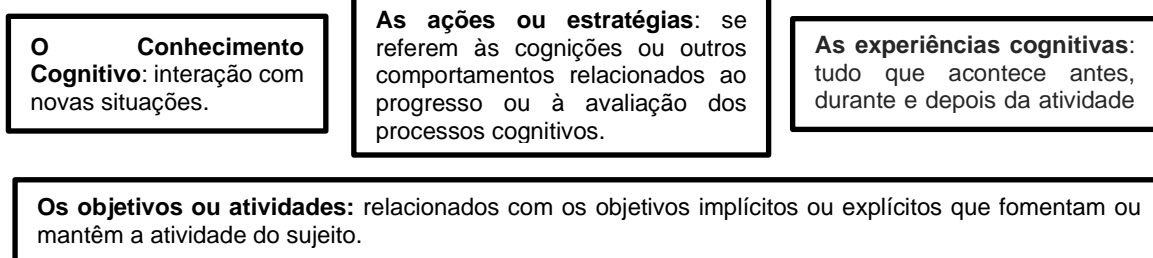 O Conhecimento
Cognitivo: interação com
novas situações.
As ações ou estratégias: se
referem às cognições ou outros
comportamentos relacionados ao
progresso ou à avaliação dos
processos cognitivos.
As experiências cognitivas:
tudo que acontece antes,
durante e depois da atividade
Os objetivos ou atividades: relacionados com os objetivos implícitos ou explícitos que fomentam ou
mantêm a atividade do sujeito.